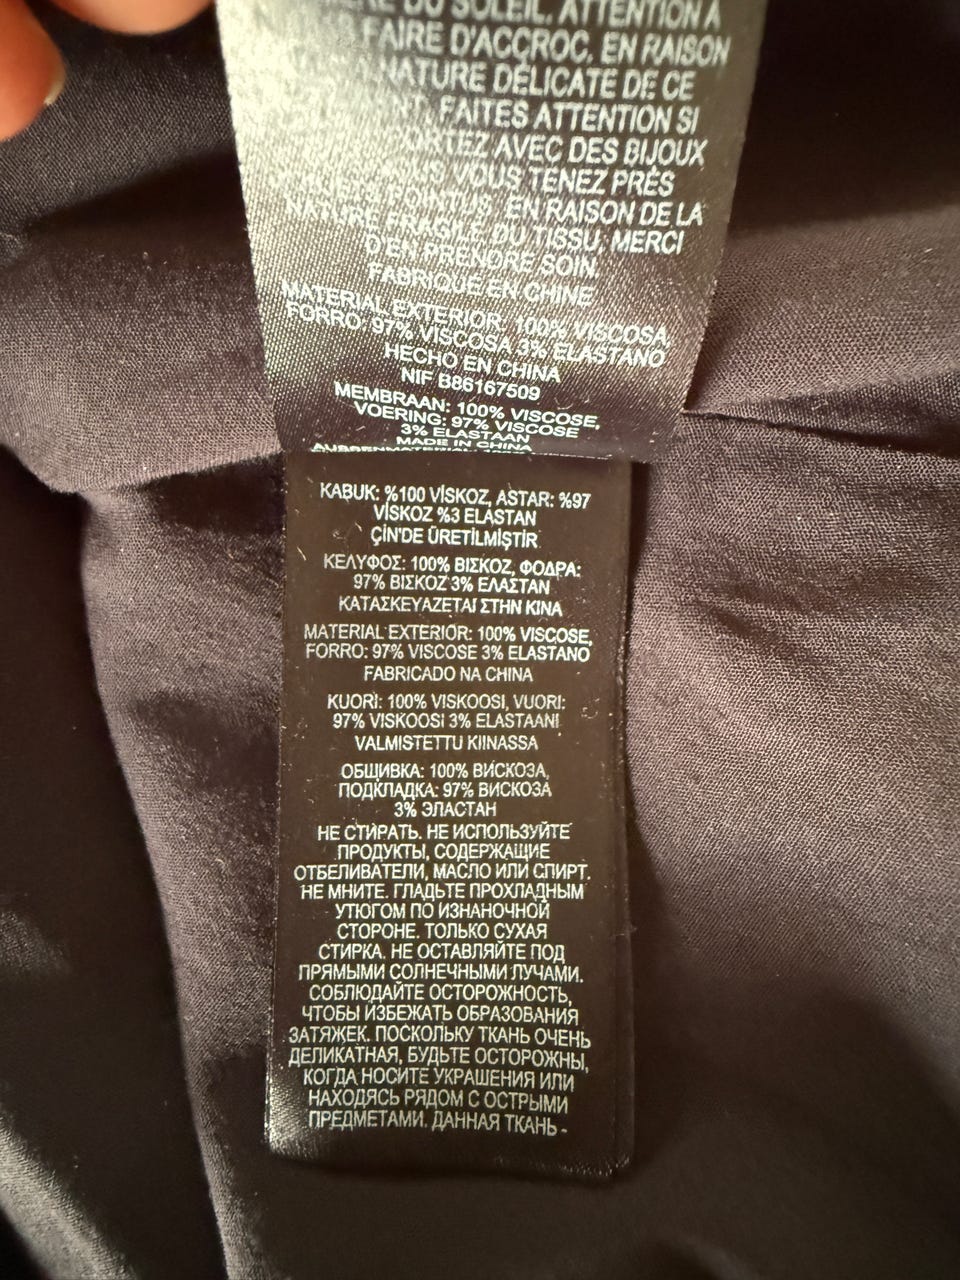 DU SOLEIL. ATTENTION À
FAIRE D'ACCROC, EN RAISON
NATURE DÉLICATE DE CE
FAITES ATTENTION SI
AVEC DES BIJOUX
VOUS TENEZ PRÈS
POINTUS, EN RAISON DE LA
NATURE FRAGILE DU TISSU. MERCI
D'EN PRENDRE SOIN.
FABRIQUE EN CHINE
MATERIAL EXTERIOR: 100% VISCOSA,
FORRO: 97% VISCOSA 3% ELASTANO
HECHO EN CHINA
NIF B86167509
MEMBRAAN: 100% VISCOSE,
VOERING: 97% VISCOSE
3% ELASTAAN
MADE IN CHINA
KABUK: %100 VİSKOZ, ASTAR: %97
VİSKOZ %3 ELASTAN
ÇİN'DE ÜRETİLMİŞTİR
ΚΕΛΥΦΟΣ: 100% ΒΙΣΚΟΖ, ΦΟΔΡΑ:
97% ΒΙΣΚΟΖ 3% ΕΛΑΣΤΑΝ
ΚΑΤΑΣΚΕΥΑΖΕΤΑΙ ΣΤΗΝ ΚΙΝΑ
MATERIAL EXTERIOR: 100% VISCOSE,
FORRO: 97% VISCOSE 3% ELASTANO
FABRICADO NA CHINA
KUORI: 100% VISKOOSI, VUORI:
97% VISKOOSI 3% ELASTAANI
VALMISTETTU KIINASSA
ОБЩИВКА: 100% ВИСКОЗА,
ПОДКЛАДКА: 97% ВИСКОЗА
3% ЭЛАСТАН
НЕ СТИРАТЬ. НЕ ИСПОЛЬЗУЙТЕ
ПРОДУКТЫ, СОДЕРЖАЩИЕ
ОТБЕЛИВАТЕЛИ, МАСЛО ИЛИ СПИРТ.
НЕ МНИТЕ. ГЛАДЬТЕ ПРОХЛАДНЫМ
УТЮГОМ ПО ИЗНАНОЧНОЙ
СТОРОНЕ. ТОЛЬКО СУХАЯ
СТИРКА. НЕ ОСТАВЛЯЙТЕ ПОД
ПРЯМЫМИ СОЛНЕЧНЫМИ ЛУЧАМИ.
СОБЛЮДАЙТЕ ОСТОРОЖНОСТЬ,
ЧТОБЫ ИЗБЕЖАТЬ ОБРАЗОВАНИЯ
ЗАТЯЖЕК. ПОСКОЛЬКУ ТКАНЬ ОЧЕНЬ
ДЕЛИКАТНАЯ, БУДЬТЕ ОСТОРОЖНЫ,
КОГДА НОСИТЕ УКРАШЕНИЯ ИЛИ
НАХОДЯСЬ РЯДОМ С ОСТРЫМИ
ПРЕДМЕТАМИ. ДАННАЯ ТКАНЬ -